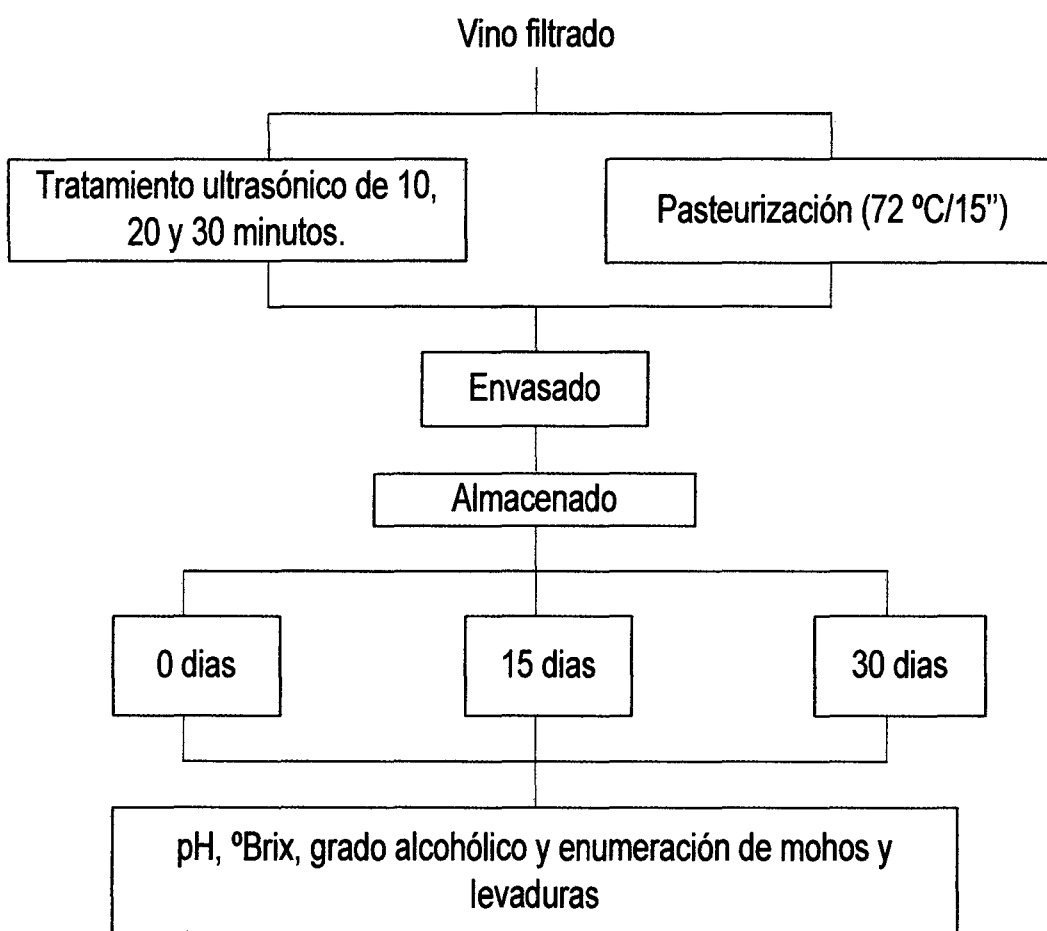 Vino filtrado
Tratamiento ultrasónico de 10,
20 y 30 minutos.
Pasteurización (72 ºC/15’’)
Envasado
Almacenado
0 dias
15 dias
30 dias
pH, ºBrix, grado alcohólico y enumeración de mohos y
levaduras